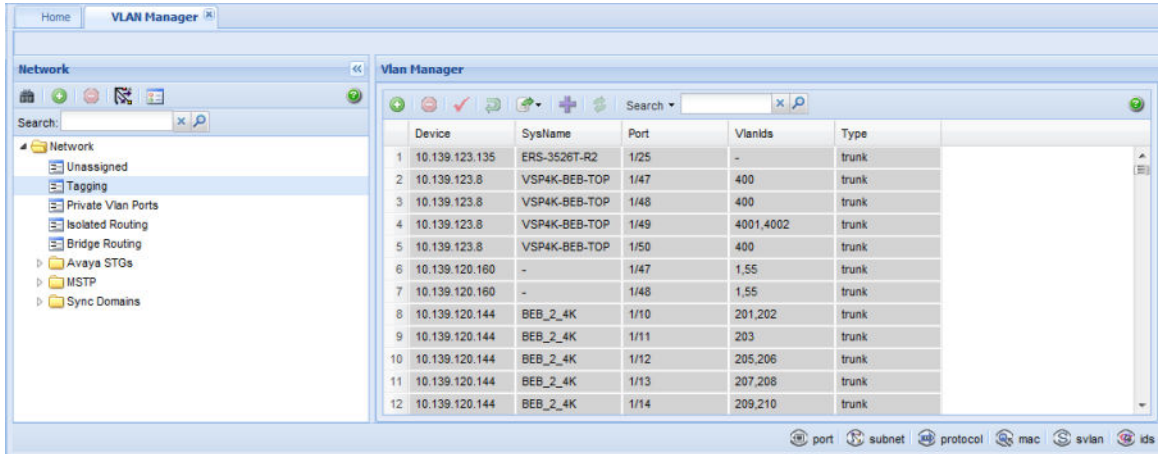 Home VLAN Manager
Network
Search:
Network
Unassigned
Tagging
Private Vlan Ports
Isolated Routing
Bridge Routing
Avaya STGs
MSTP
Sync Domains
Vlan Manager
Search
Device SysName Port VlanIds Type
1 10.139.123.135 ERS-3526T-R2 1/25 - trunk
2 10.139.123.8 VSP4K-BEB-TOP 1/47 400 trunk
3 10.139.123.8 VSP4K-BEB-TOP 1/48 400 trunk
4 10.139.123.8 VSP4K-BEB-TOP 1/49 4001,4002 trunk
5 10.139.123.8 VSP4K-BEB-TOP 1/50 400 trunk
6 10.139.120.160 - 1/47 1,55 trunk
7 10.139.120.160 - 1/48 1,55 trunk
8 10.139.120.144 BEB_2_4K 1/10 201,202 trunk
9 10.139.120.144 BEB_2_4K 1/11 203 trunk
10 10.139.120.144 BEB_2_4K 1/12 205,206 trunk
11 10.139.120.144 BEB_2_4K 1/13 207,208 trunk
12 10.139.120.144 BEB_2_4K 1/14 209,210 trunk
port subnet protocol mac svlan ids